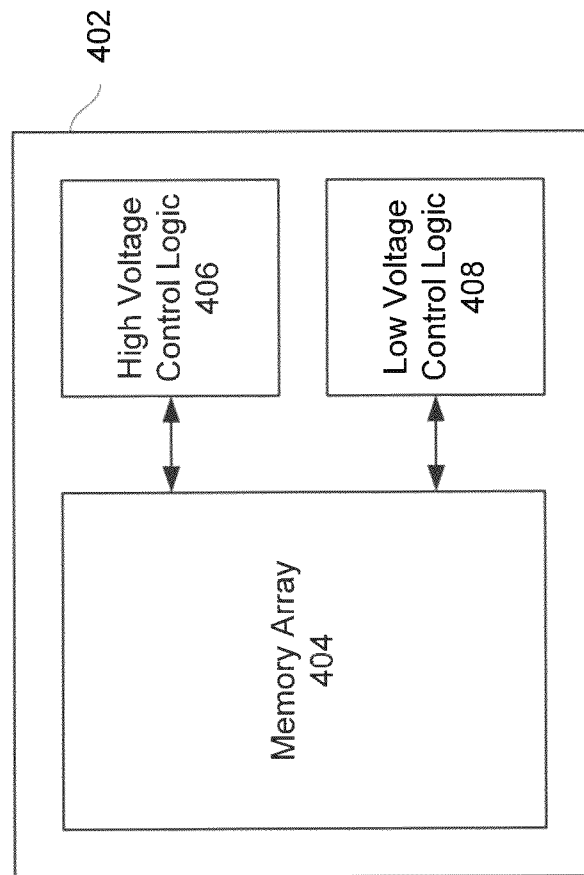 402
High Voltage
Control Logic
406
Low Voltage
Control Logic
408
Memory Array
404